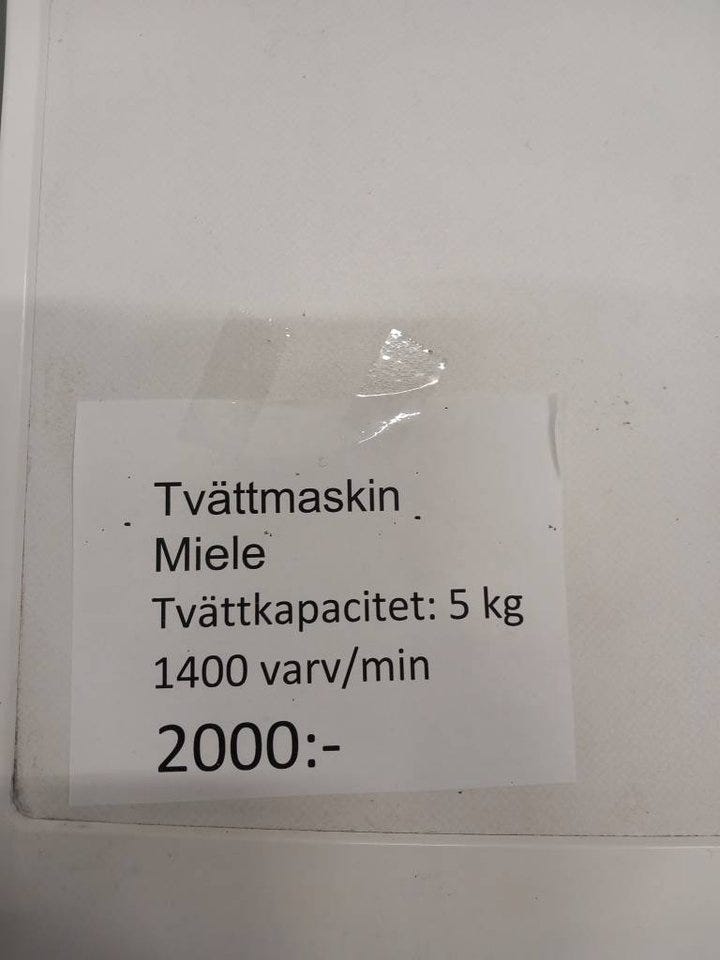 Tvättmaskin
Miele
Tvättkapacitet: 5 kg
1400 varv/min
2000:-